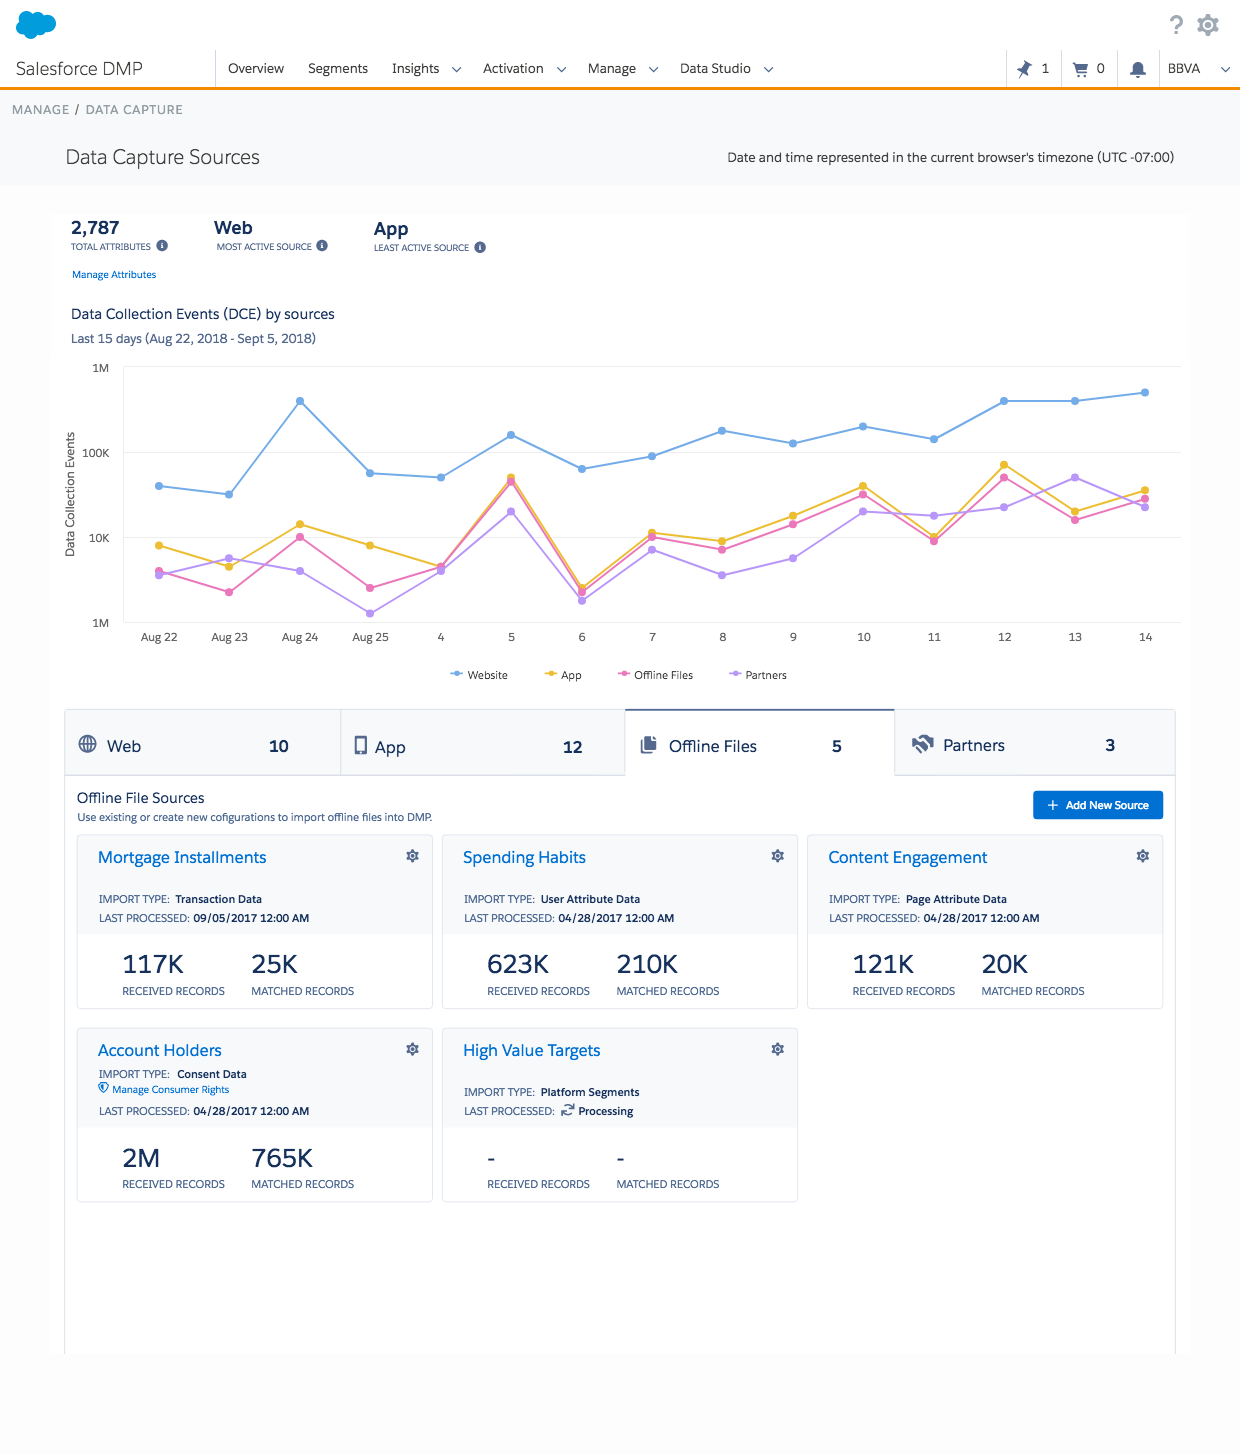 ?
Salesforce DMP
Overview Segments Insights Activation Manage Data Studio 1 0 BBVA
MANAGE / DATA CAPTURE
Data Capture Sources
Date and time represented in the current browser's timezone (UTC -07:00)
2,787 Web App
TOTAL ATTRIBUTES MOST ACTIVE SOURCE LEAST ACTIVE SOURCE
Manage Attributes
Data Collection Events (DCE) by sources
Last 15 days (Aug 22, 2018 - Sept 5, 2018)
Data Collection Events
1M
100K
10K
1M
Aug 22 Aug 23 Aug 24 Aug 25 4 5 6 7 8 9 10 11 12 13 14
Website App Offline Files Partners
Web 10 App 12 Offline Files 5 Partners 3
Offline File Sources
Use existing or create new cofigurations to import offline files into DMP.
+ Add New Source
Mortgage Installments
IMPORT TYPE: Transaction Data
LAST PROCESSED: 09/05/2017 12:00 AM
117K 25K
RECEIVED RECORDS MATCHED RECORDS
Spending Habits
IMPORT TYPE: User Attribute Data
LAST PROCESSED: 04/28/2017 12:00 AM
623K 210K
RECEIVED RECORDS MATCHED RECORDS
Content Engagement
IMPORT TYPE: Page Attribute Data
LAST PROCESSED: 04/28/2017 12:00 AM
121K 20K
RECEIVED RECORDS MATCHED RECORDS
Account Holders
IMPORT TYPE: Consent Data
Manage Consumer Rights
LAST PROCESSED: 04/28/2017 12:00 AM
2M 765K
RECEIVED RECORDS MATCHED RECORDS
High Value Targets
IMPORT TYPE: Platform Segments
LAST PROCESSED: Processing
- -
RECEIVED RECORDS MATCHED RECORDS